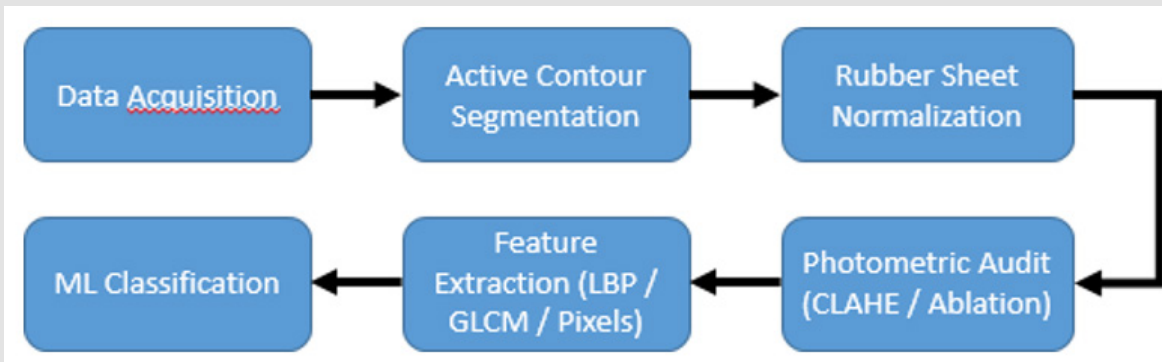 Data Acquisition
Active Contour
Segmentation
Rubber Sheet
Normalization
Photometric Audit
(CLAHE / Ablation)
Feature
Extraction (LBP /
GLCM / Pixels)
ML Classification